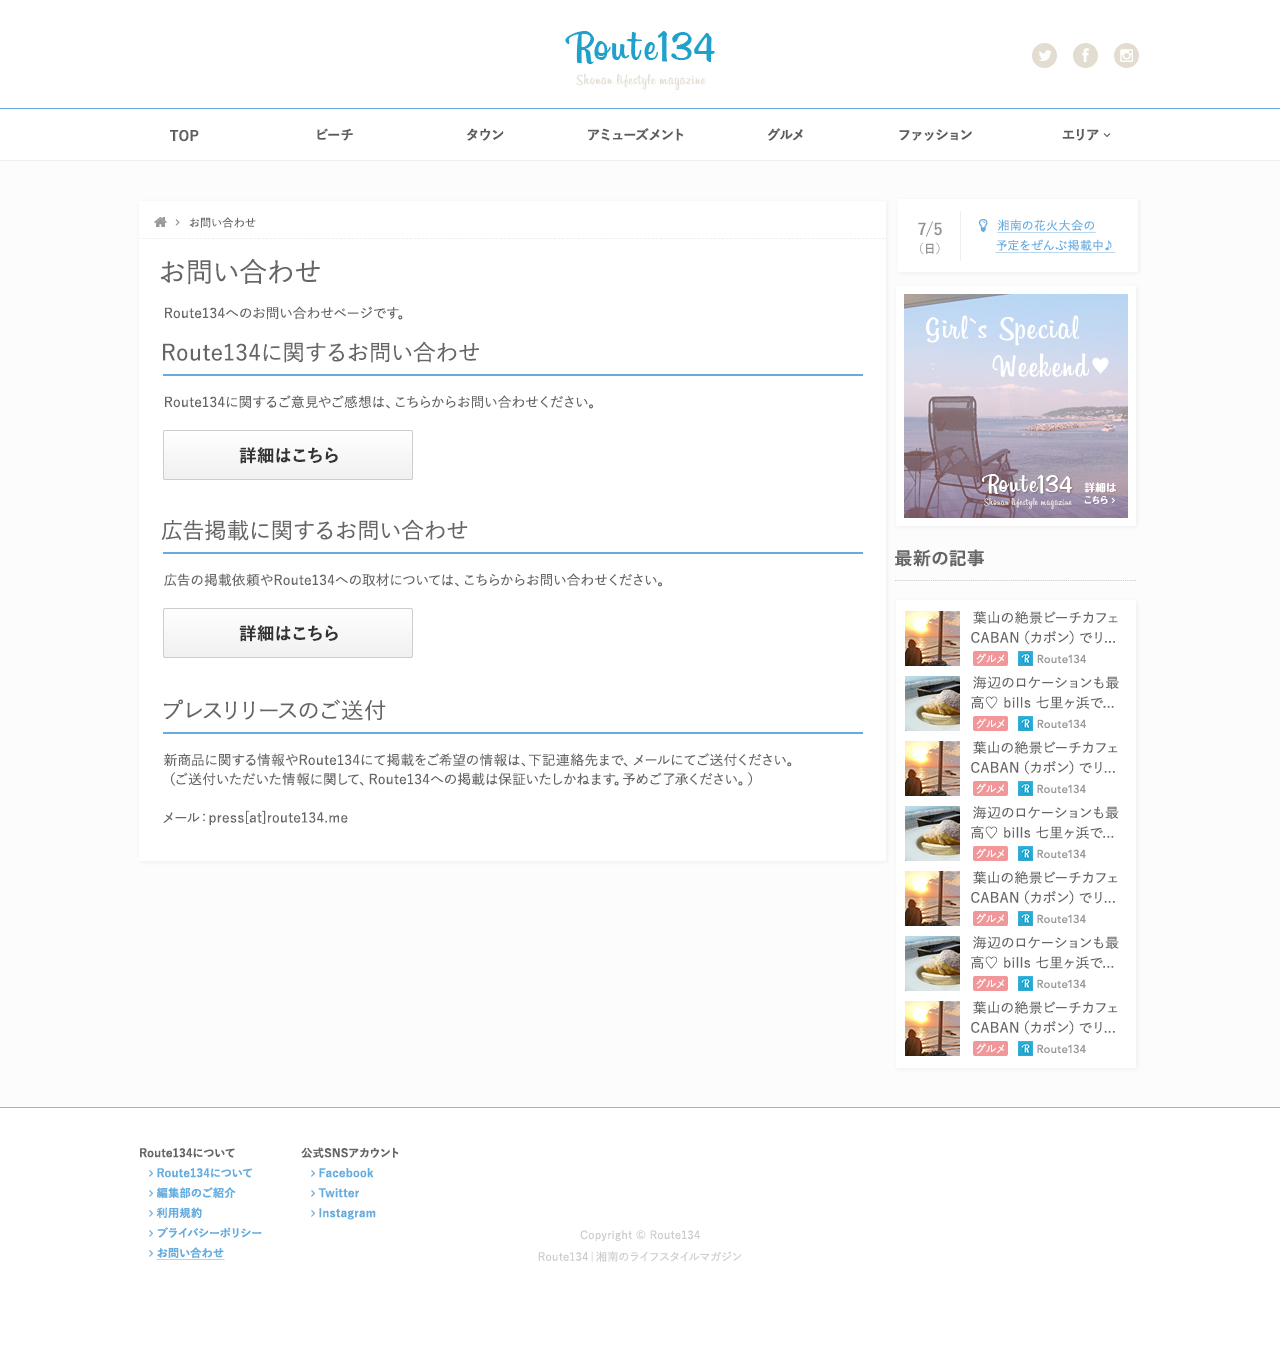 Route134
Shonan lifestyle magazine
TOP
ビーチ
タウン
アミューズメント
グルメ
ファッション
エリア
お問い合わせ
お問い合わせ
Route134へのお問い合わせページです。
Route134に関するお問い合わせ
Route134に関するご意見やご感想は、こちらからお問い合わせください。
詳細はこちら
広告掲載に関するお問い合わせ
広告の掲載依頼やRoute134への取材については、こちらからお問い合わせください。
詳細はこちら
プレスリリースのご送付
新商品に関する情報やRoute134にて掲載をご希望の情報は、下記連絡先まで、メールにてご送付ください。
（ご送付いただいた情報に関して、Route134への掲載は保証いたしかねます。予めご了承ください。）
メール：press[at]route134.me
7/5
（日）
湘南の花火大会の
予定をぜんぶ掲載中♪
Girl`s Special
Weekend♥
Route134
Shonan lifestyle magazine
詳細は
こちら ›
最新の記事
葉山の絶景ビーチカフェ
CABAN（カボン）でリ...
グルメ R Route134
海辺のロケーションも最
高♡ bills 七里ヶ浜で...
グルメ R Route134
葉山の絶景ビーチカフェ
CABAN（カボン）でリ...
グルメ R Route134
海辺のロケーションも最
高♡ bills 七里ヶ浜で...
グルメ R Route134
葉山の絶景ビーチカフェ
CABAN（カボン）でリ...
グルメ R Route134
海辺のロケーションも最
高♡ bills 七里ヶ浜で...
グルメ R Route134
葉山の絶景ビーチカフェ
CABAN（カボン）でリ...
グルメ R Route134
Route134について
› Route134について
› 編集部のご紹介
› 利用規約
› プライバシーポリシー
› お問い合わせ
公式SNSアカウント
› Facebook
› Twitter
› Instagram
Copyright © Route134
Route134｜湘南のライフスタイルマガジン